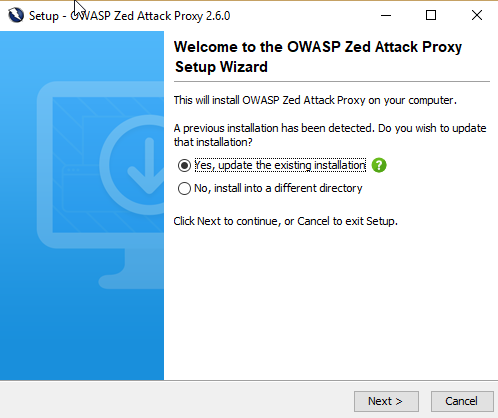 Setup - OWASP Zed Attack Proxy 2.6.0
Welcome to the OWASP Zed Attack Proxy
Setup Wizard
This will install OWASP Zed Attack Proxy on your computer.
A previous installation has been detected. Do you wish to update
that installation?
Yes, update the existing installation ?
No, install into a different directory
Click Next to continue, or Cancel to exit Setup.
Next > Cancel